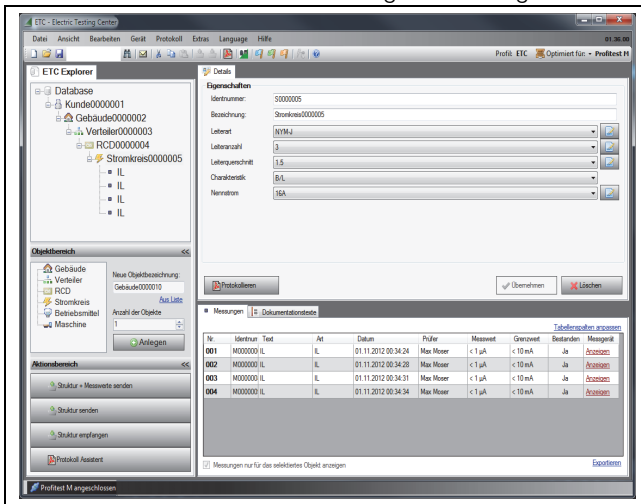 ETC - Electric Testing Center
Datei Ansicht Bearbeiten Gerät Protokoll Extras Language Hilfe
01.36.00
Profil: ETC Optimiert für: - Profitest M
ETC Explorer
Database
Kunde0000001
Gebäude0000002
Verteiler0000003
RCD0000004
Stromkreis0000005
IL
IL
IL
IL
Objektbereich <<
Gebäude
Verteiler
RCD
Stromkreis
Betriebsmittel
Maschine
Neue Objektbezeichnung:
Gebäude0000010
Aus Liste
Anzahl der Objekte
1
Anlegen
Aktionsbereich <<
Struktur + Messwerte senden
Struktur senden
Struktur empfangen
Protokoll Assistent
Details
Eigenschaften
Identnummer: S0000005
Bezeichnung: Stromkreis0000005
Leiterart NYM-J
Leiteranzahl 3
Leiterquerschnitt 1.5
Charakteristik B/L
Nennstrom 16A
Protokollieren Übernehmen Löschen
Messungen Dokumentationstexte
Tabellenspalten anpassen
Nr. Identnum Text Art Datum Prüfer Messwert Grenzwert Bestanden Messgerät
001 M000000 IL IL 01.11.2012 00:34:24 Max Moser < 1 µA < 10 mA Ja Anzeigen
002 M000000 IL IL 01.11.2012 00:34:28 Max Moser < 1 µA < 10 mA Ja Anzeigen
003 M000000 IL IL 01.11.2012 00:34:31 Max Moser < 1 µA < 10 mA Ja Anzeigen
004 M000000 IL IL 01.11.2012 00:34:34 Max Moser < 1 µA < 10 mA Ja Anzeigen
Messungen nur für das selektiertes Objekt anzeigen
Exportieren
Profitest M angeschlossen